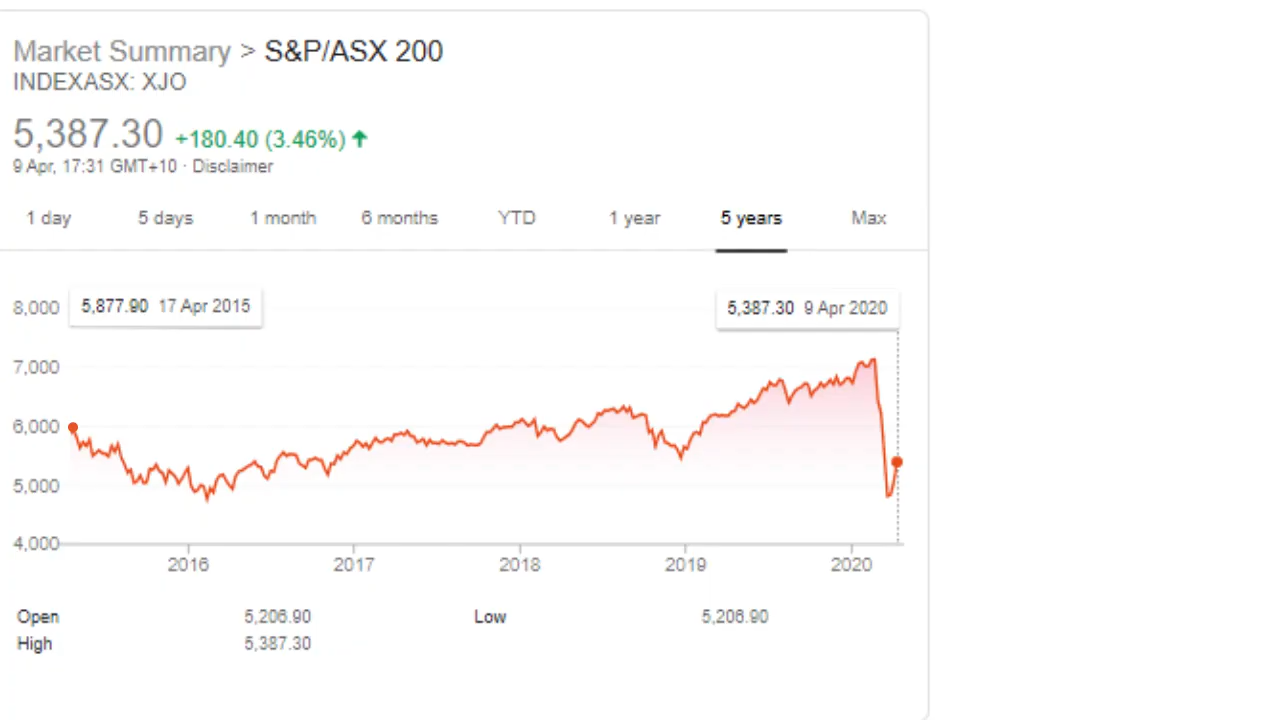 Market Summary > S&P/ASX 200
INDEXASX: XJO
5,387.30 +180.40 (3.46%)
9 Apr, 17:31 GMT+10 · Disclaimer
1 day 5 days 1 month 6 months YTD 1 year 5 years Max
5,877.90 17 Apr 2015
5,387.30 9 Apr 2020
8,000
7,000
6,000
5,000
4,000
2016 2017 2018 2019 2020
Open 5,206.90 Low 5,206.90
High 5,387.30